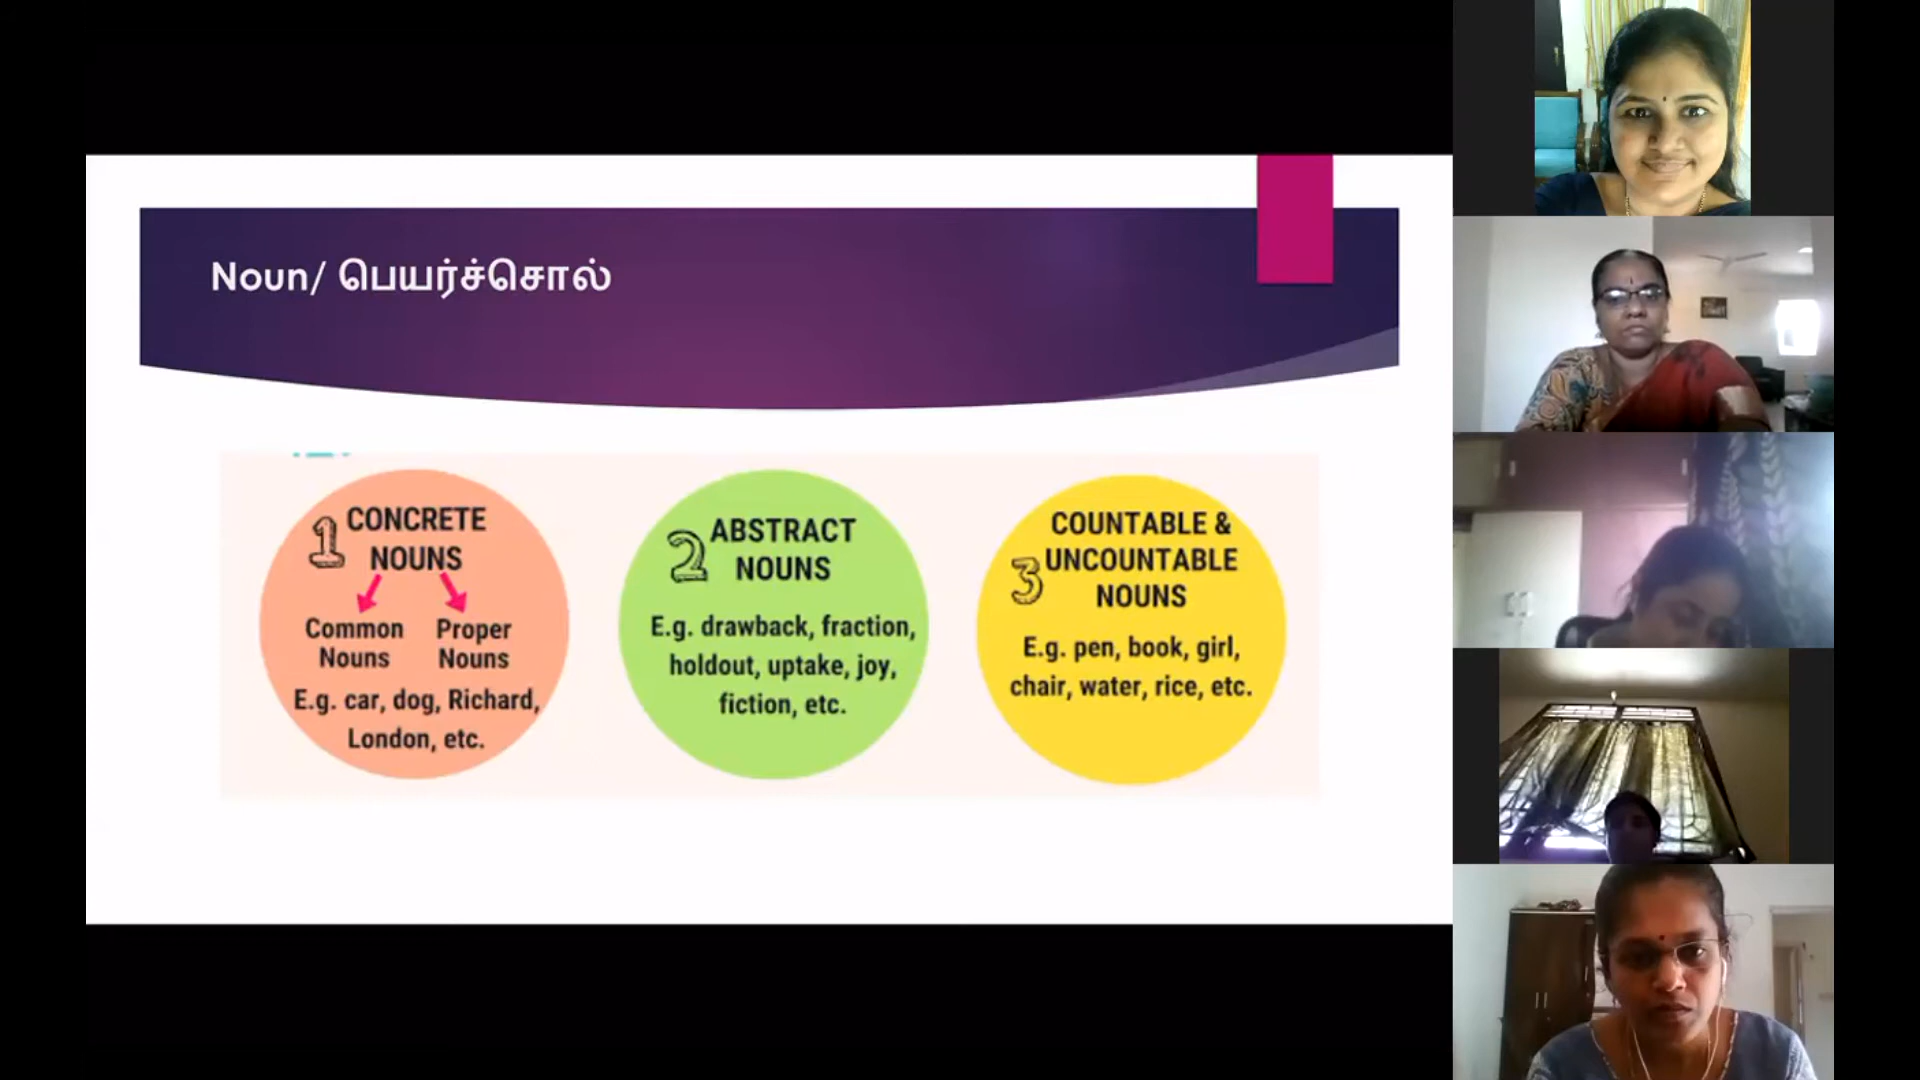 Noun/ பெயர்ச்சொல்
1 CONCRETE
NOUNS
Common Nouns
Proper Nouns
E.g. car, dog, Richard,
London, etc.
2 ABSTRACT
NOUNS
E.g. drawback, fraction,
holdout, uptake, joy,
fiction, etc.
COUNTABLE &
3 UNCOUNTABLE
NOUNS
E.g. pen, book, girl,
chair, water, rice, etc.